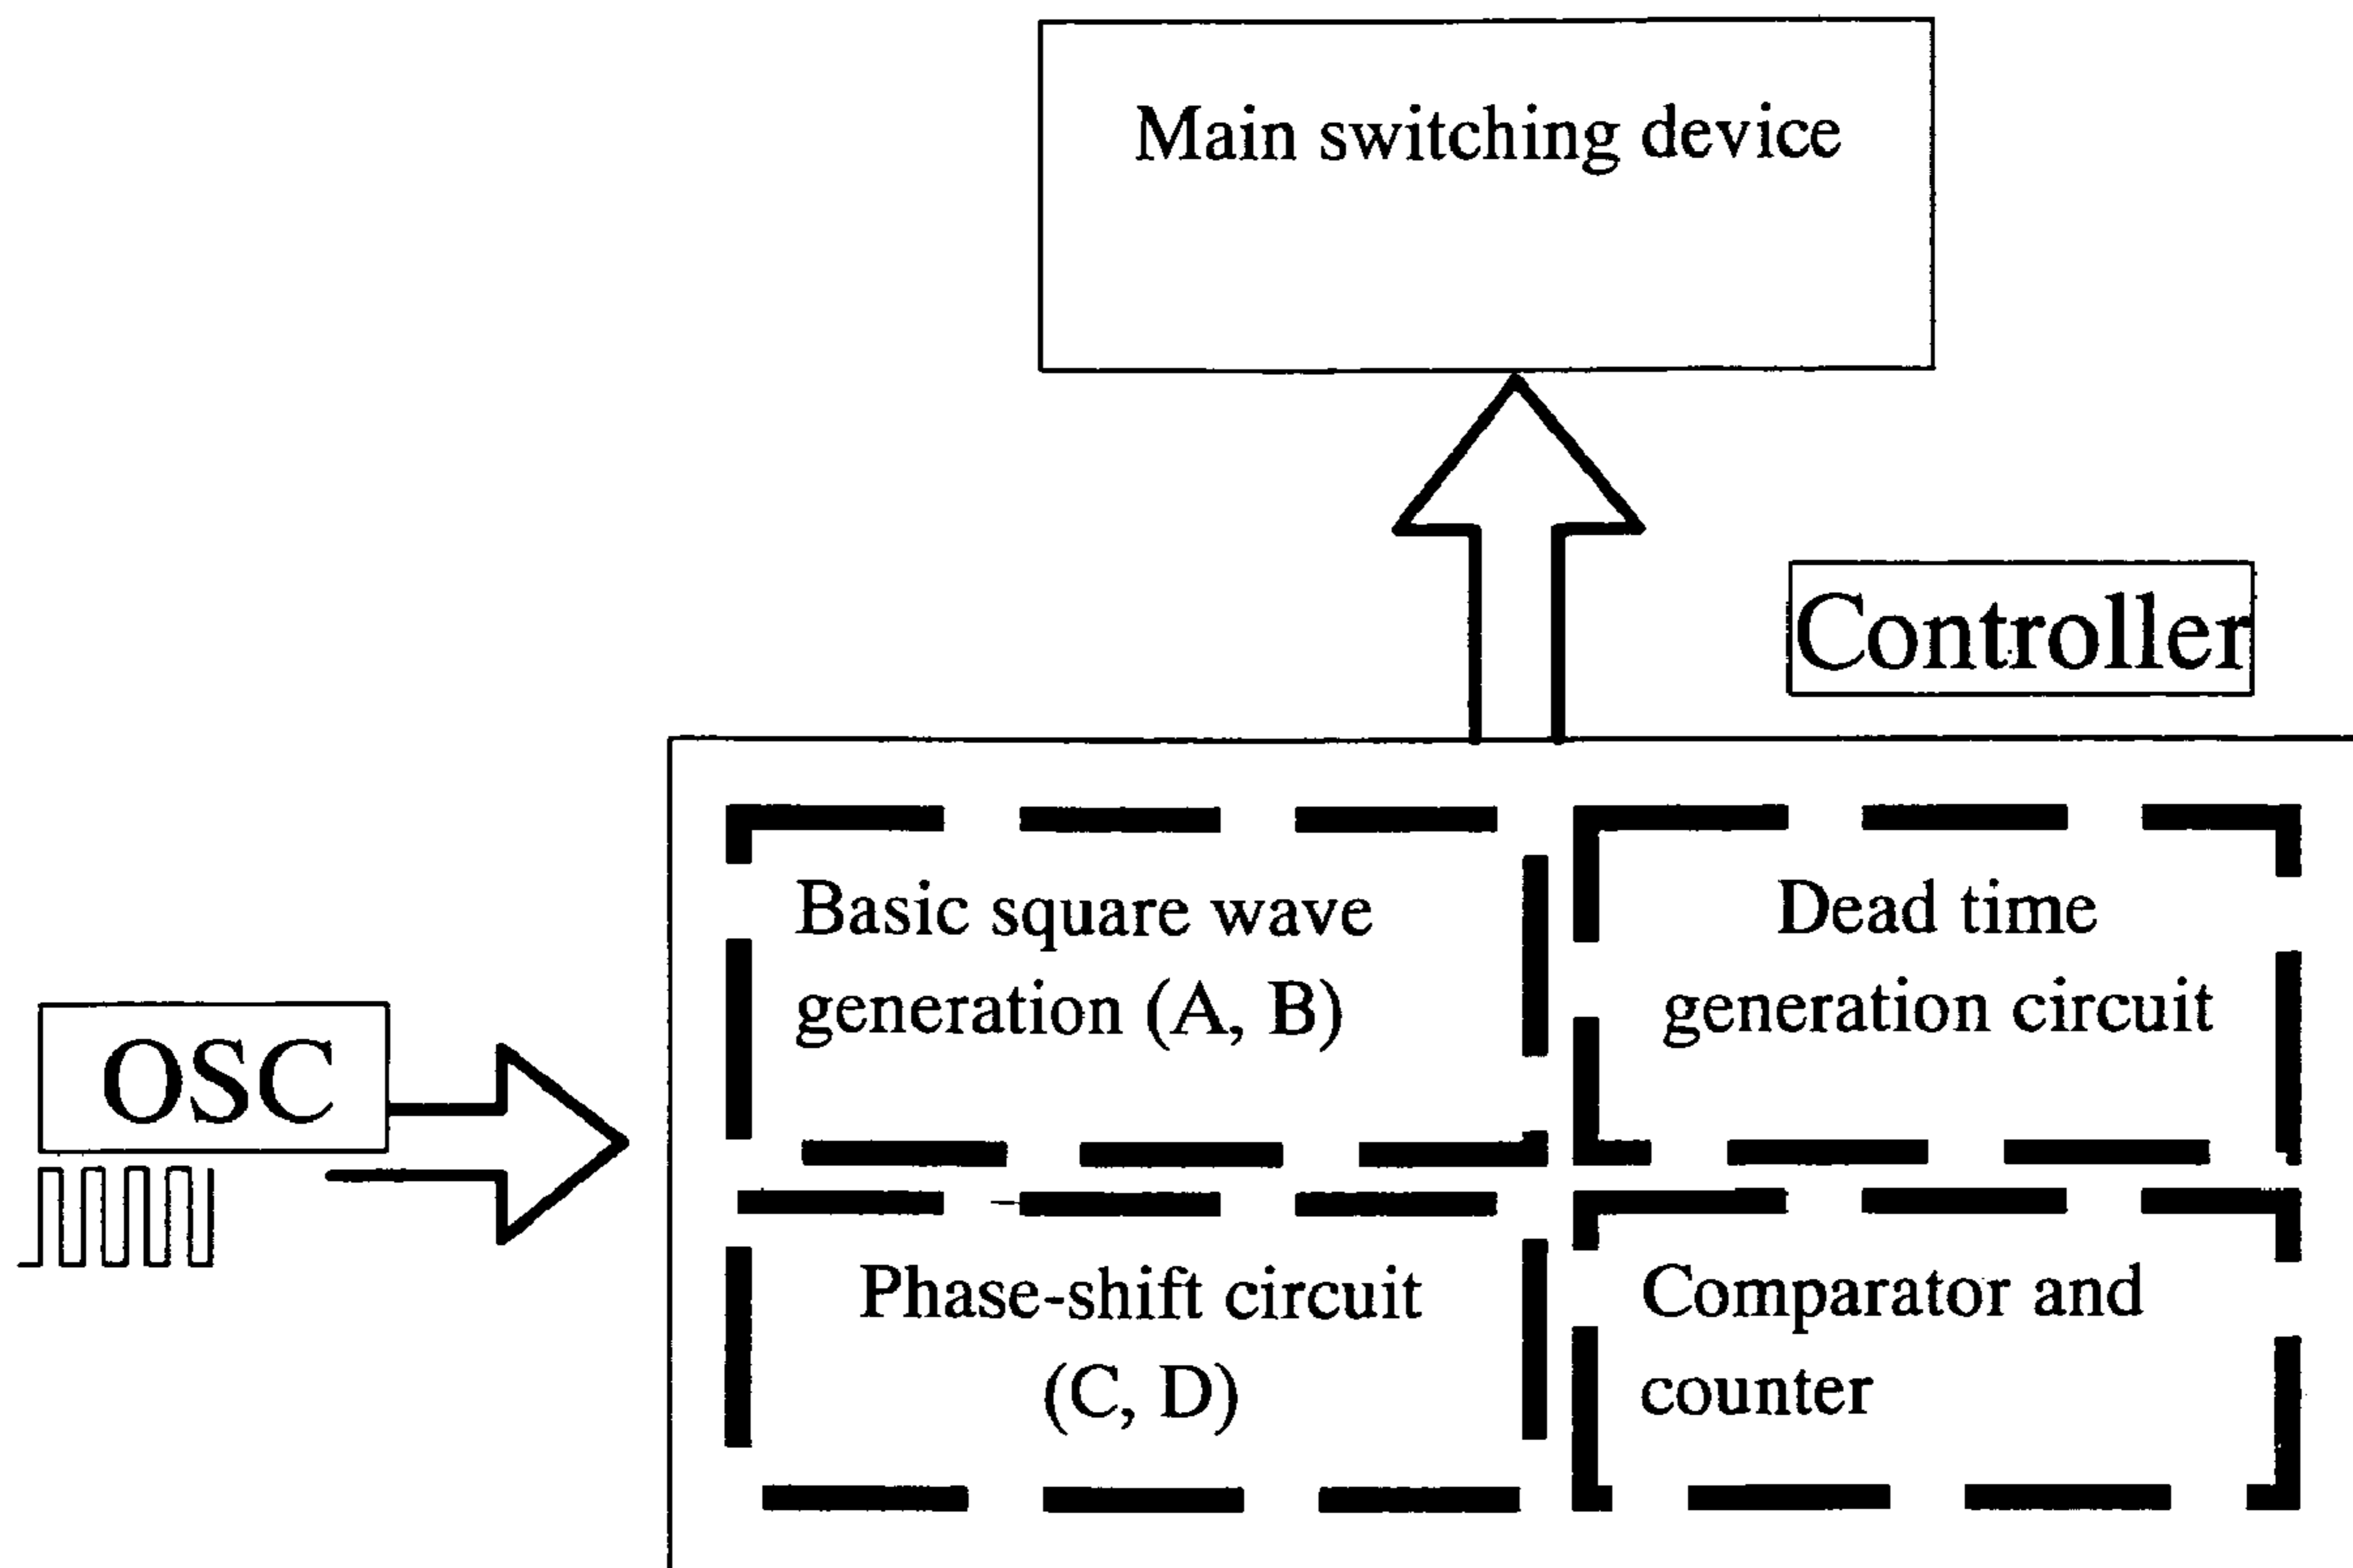 Main switching device
Controller
Basic square wave
generation (A, B)
Dead time
generation circuit
OSC
Phase-shift circuit
(C, D)
Comparator and
counter